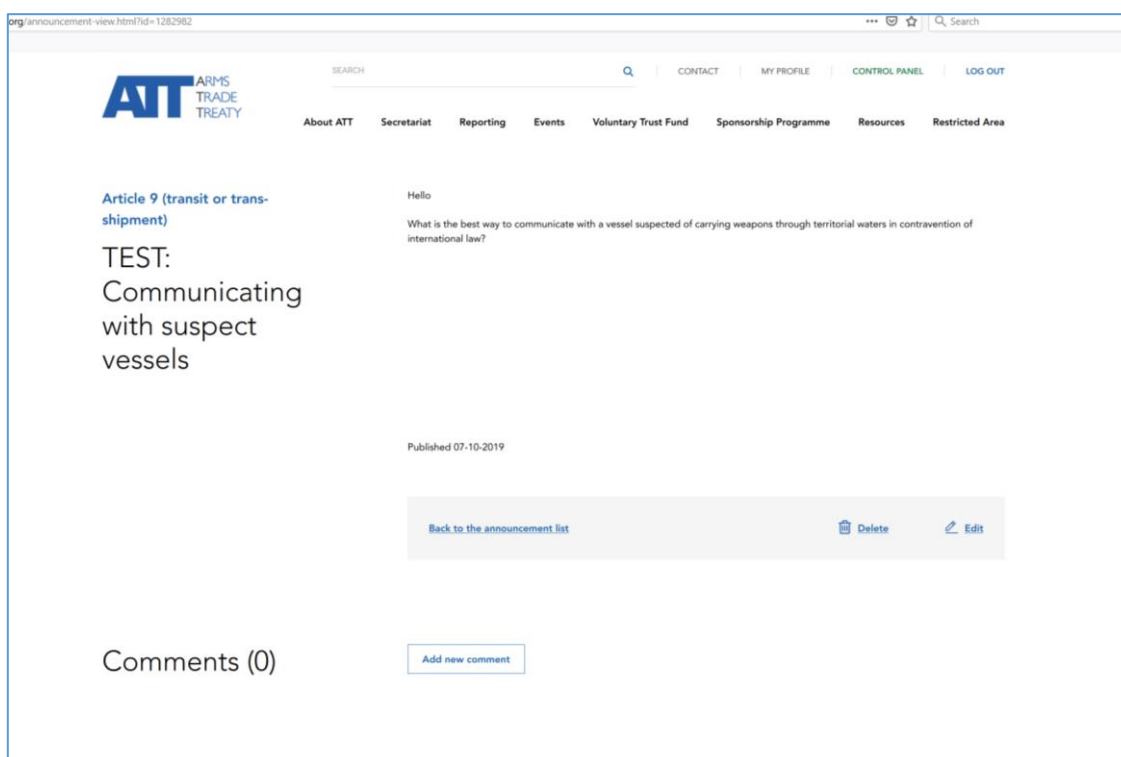 org/announcement-view.html?id=1282982
Search
ATT ARMS
TRADE
TREATY
SEARCH
CONTACT
MY PROFILE
CONTROL PANEL
LOG OUT
About ATT
Secretariat
Reporting
Events
Voluntary Trust Fund
Sponsorship Programme
Resources
Restricted Area
Article 9 (transit or trans-
shipment)
TEST:
Communicating
with suspect
vessels
Hello
What is the best way to communicate with a vessel suspected of carrying weapons through territorial waters in contravention of
international law?
Published 07-10-2019
Back to the announcement list
Delete
Edit
Comments (0)
Add new comment